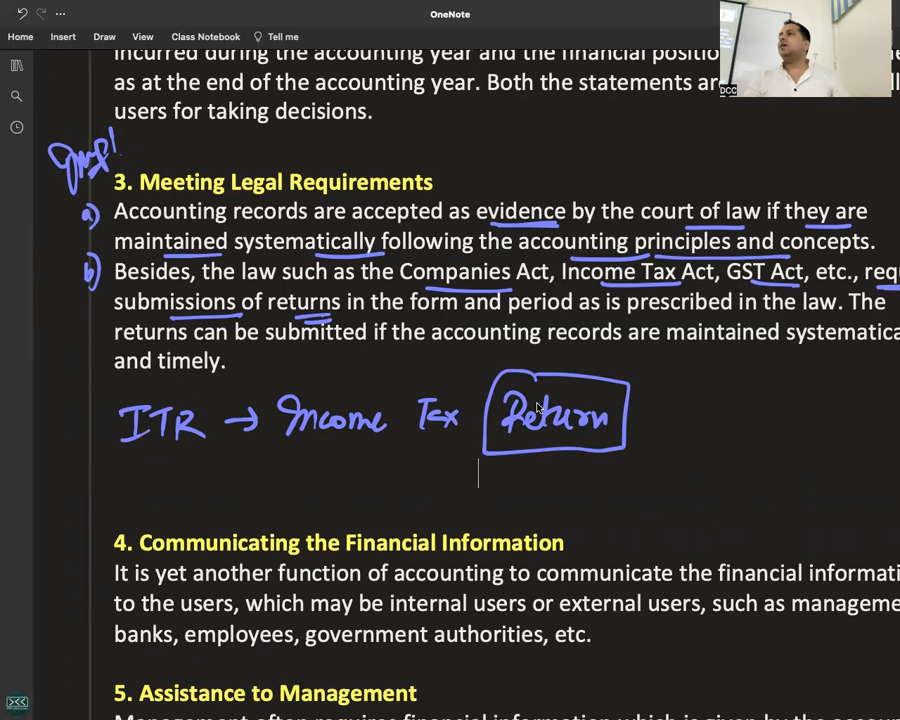 OneNote
Home Insert Draw View Class Notebook Tell me
DCC
incurred during the accounting year and the financial
as at the end of the accounting year. Both the statements are
users for taking decisions.
Impt
3. Meeting Legal Requirements
a) Accounting records are accepted as evidence by the court of law if they are
maintained systematically following the accounting principles and concepts.
b) Besides, the law such as the Companies Act, Income Tax Act, GST Act, etc.,
submissions of returns in the form and period as is prescribed in the law. The
returns can be submitted if the accounting records are maintained
and timely.
ITR → Income Tax Return
4. Communicating the Financial Information
It is yet another function of accounting to communicate the financial
to the users, which may be internal users or external users, such as
banks, employees, government authorities, etc.
5. Assistance to Management